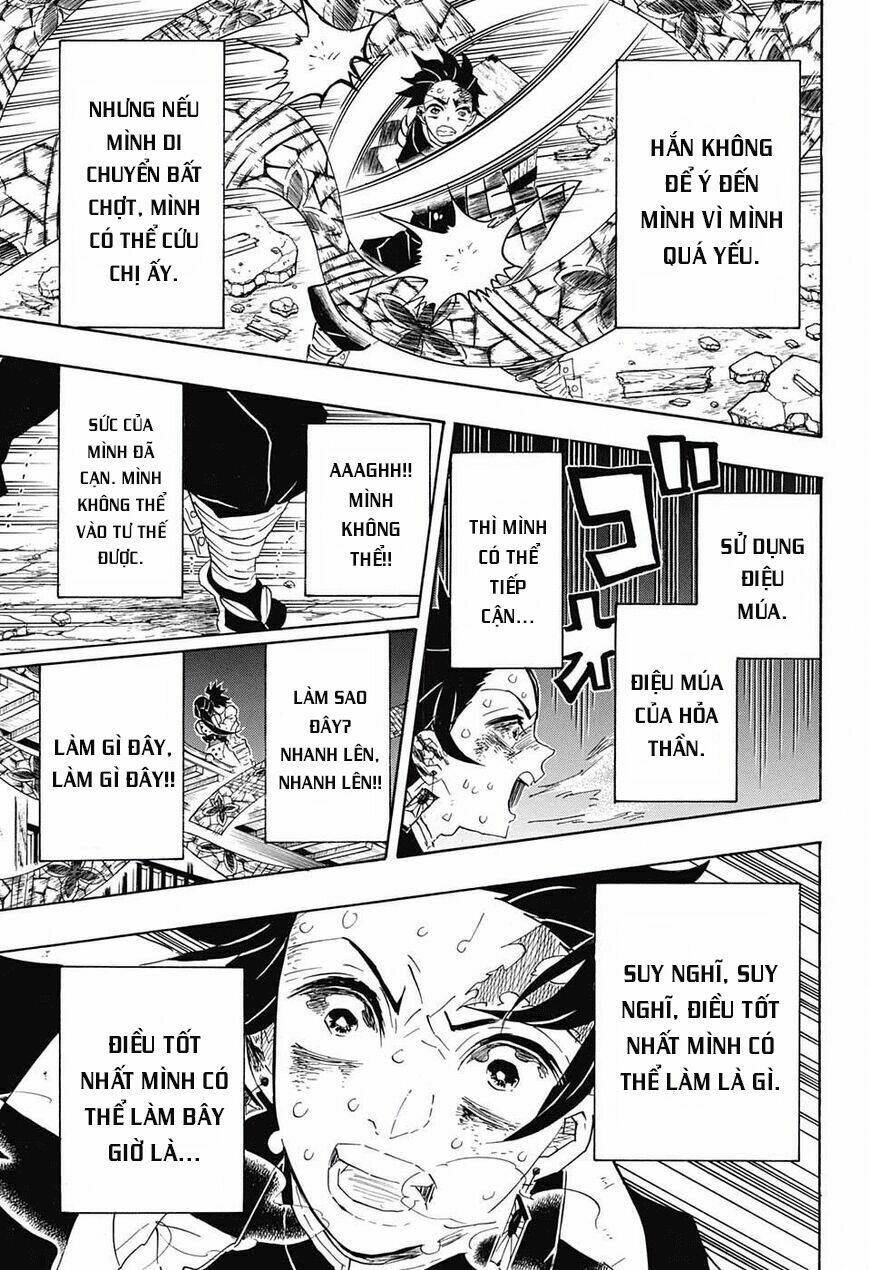 HẮN KHÔNG
ĐỂ Ý ĐẾN
MÌNH VÌ MÌNH
QUÁ YẾU.
NHƯNG NẾU
MÌNH DI
CHUYỂN BẤT
CHỢT, MÌNH
CÓ THỂ CỨU
CHỊ ẤY.
SỬ DỤNG
ĐIỆU
MÚA.
ĐIỆU MÚA
CỦA HỎA
THẦN.
ゴ
THÌ MÌNH
CÓ THỂ
TIẾP
CẬN...
AAAGHH!!
MÌNH
KHÔNG
THỂ!!
SỨC CỦA
MÌNH ĐÃ
CẠN. MÌNH
KHÔNG THỂ
VÀO TƯ THẾ
ĐƯỢC.
LÀM SAO
ĐÂY?
NHANH LÊN,
NHANH LÊN!!
LÀM GÌ ĐÂY,
LÀM GÌ ĐÂY!!
SUY NGHĨ, SUY
NGHĨ, ĐIỀU TỐT
NHẤT MÌNH CÓ
THỂ LÀM LÀ GÌ.
ĐIỀU TỐT
NHẤT MÌNH CÓ
THỂ LÀM BÂY
GIỜ LÀ...